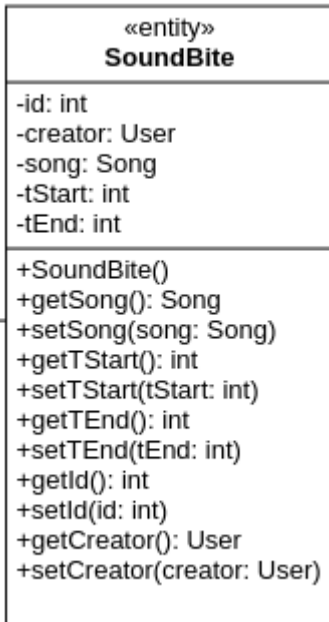 «entity»
SoundBite
-id: int
-creator: User
-song: Song
-tStart: int
-tEnd: int
+SoundBite()
+getSong(): Song
+setSong(song: Song)
+getTStart(): int
+setTStart(tStart: int)
+getTEnd(): int
+setTEnd(tEnd: int)
+getId(): int
+setId(id: int)
+getCreator(): User
+setCreator(creator: User)